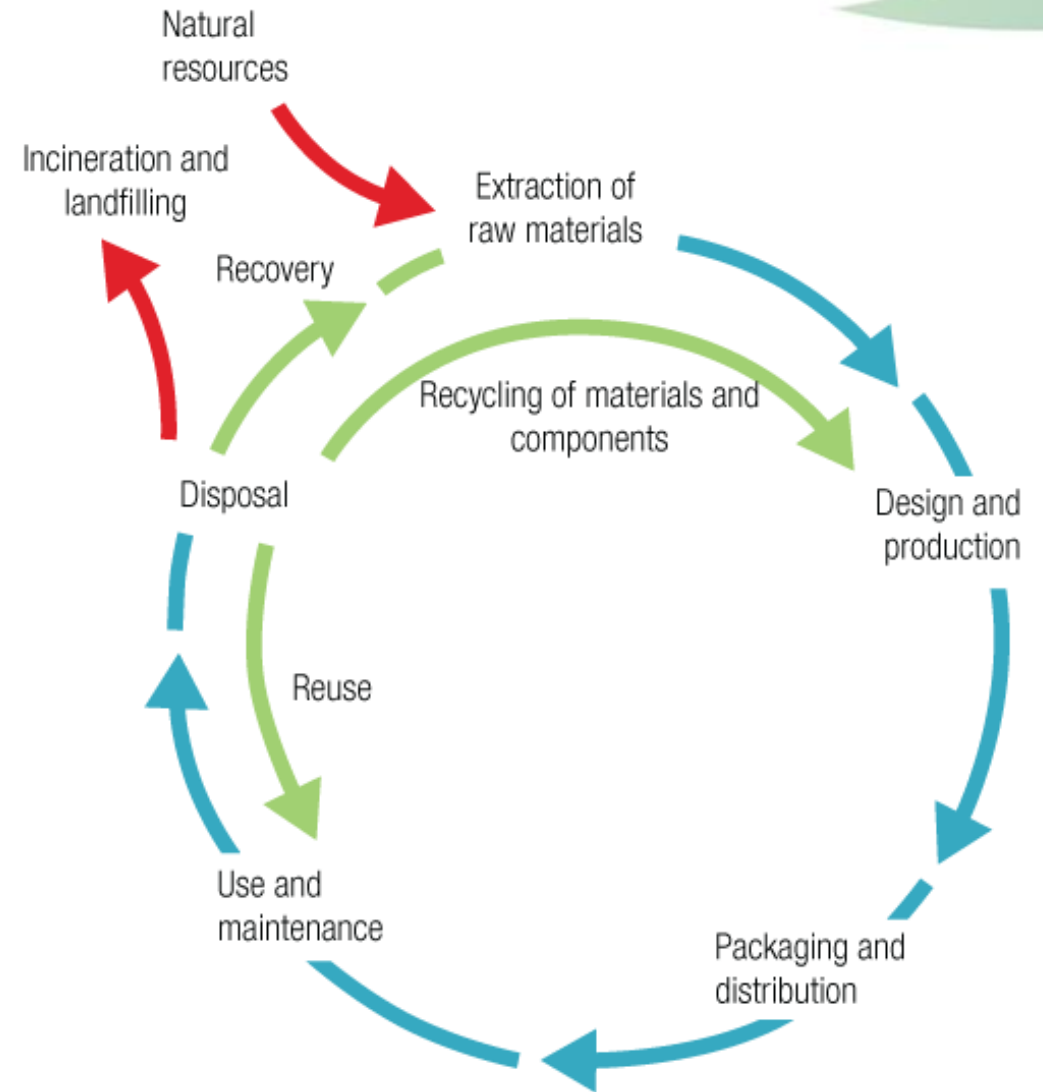 Natural
resources
Incineration and
landfilling
Extraction of
raw materials
Recovery
Recycling of materials and
components
Disposal
Design and
production
Reuse
Use and
maintenance
Packaging and
distribution